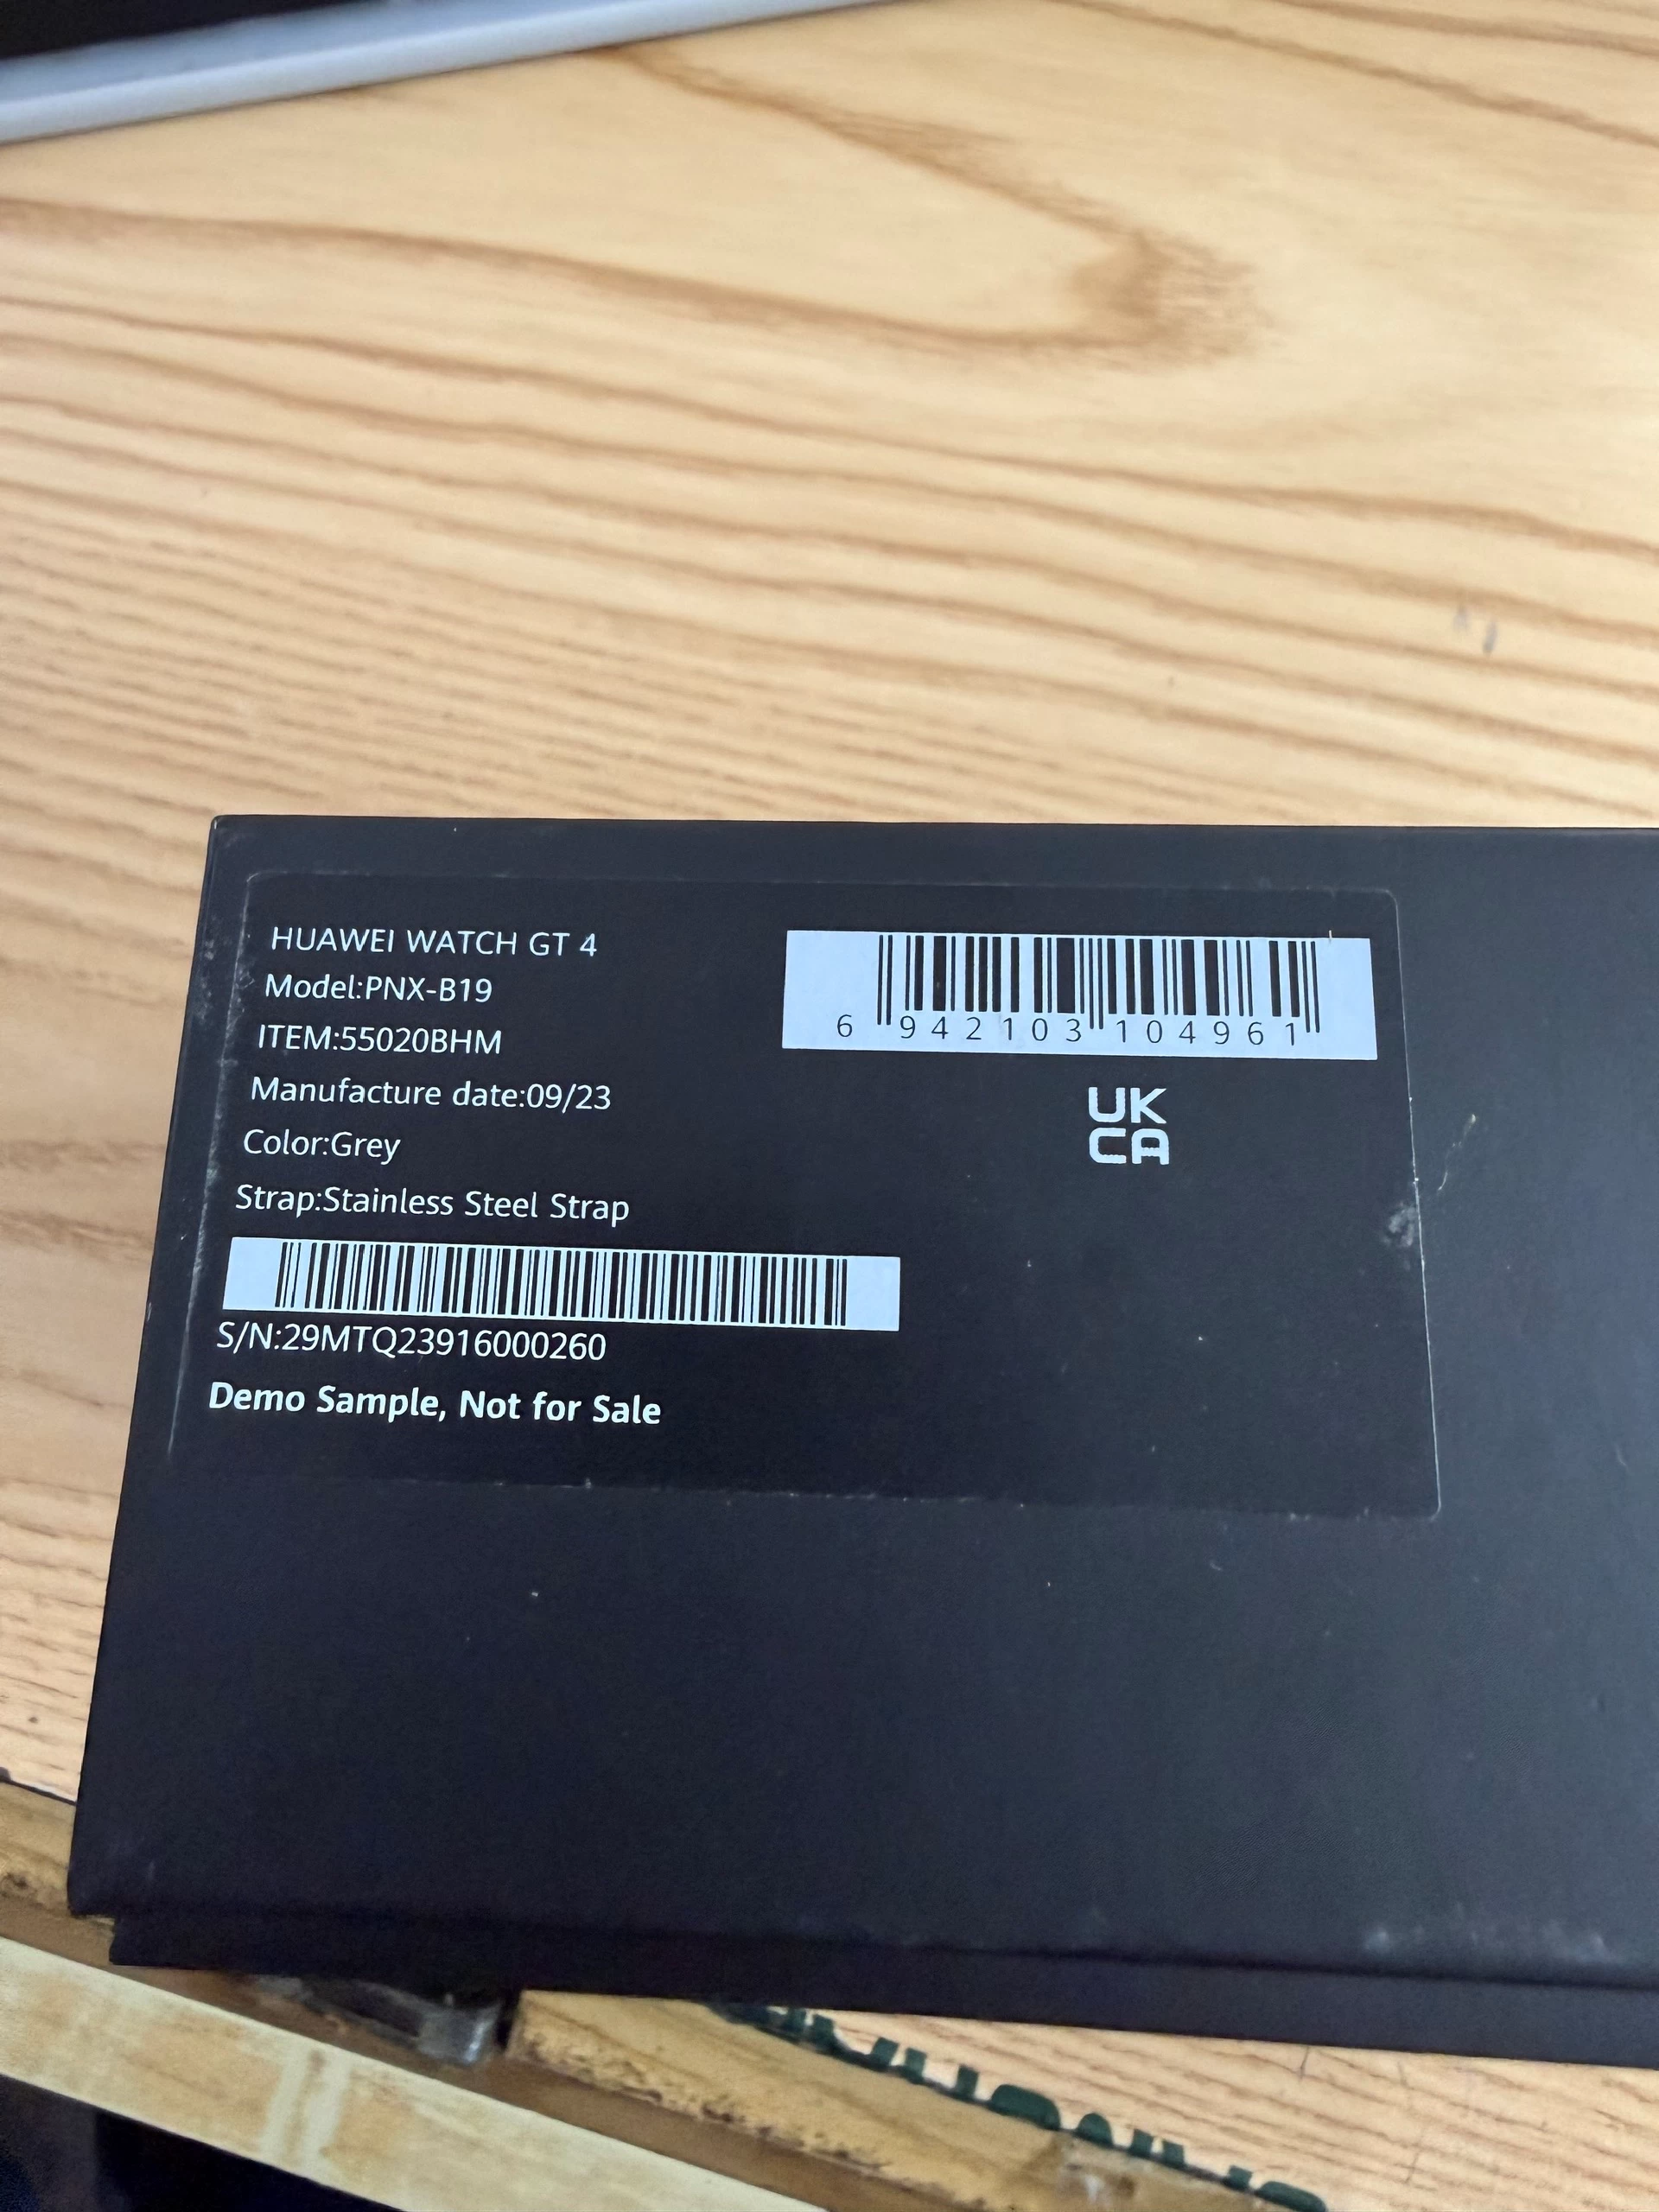 HUAWEI WATCH GT 4
Model:PNX-B19
ITEM:55020BHM
Manufacture date:09/23
Color:Grey
Strap:Stainless Steel Strap
S/N:29MTQ23916000260
Demo Sample, Not for Sale
6 942103 104961
UK
CA